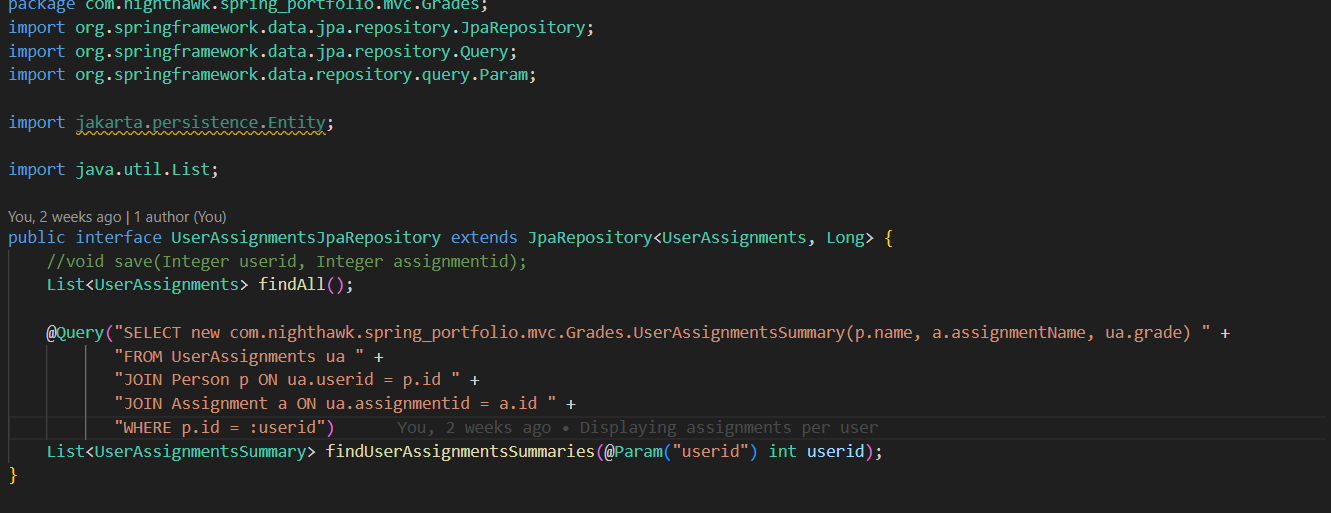 package com.nighthawk.spring_portfolio.mvc.Grades;
import org.springframework.data.jpa.repository.JpaRepository;
import org.springframework.data.jpa.repository.Query;
import org.springframework.data.repository.query.Param;
import jakarta.persistence.Entity;
import java.util.List;
You, 2 weeks ago | 1 author (You)
public interface UserAssignmentsJpaRepository extends JpaRepository<UserAssignments, Long> {
//void save(Integer userid, Integer assignmentid);
List<UserAssignments> findAll();
@Query("SELECT new com.nighthawk.spring_portfolio.mvc.Grades.UserAssignmentsSummary(p.name, a.assignmentName, ua.grade) " +
"FROM UserAssignments ua " +
"JOIN Person p ON ua.userid = p.id " +
"JOIN Assignment a ON ua.assignmentid = a.id " +
"WHERE p.id = :userid") You, 2 weeks ago • Displaying assignments per user
List<UserAssignmentsSummary> findUserAssignmentsSummaries(@Param("userid") int userid);
}